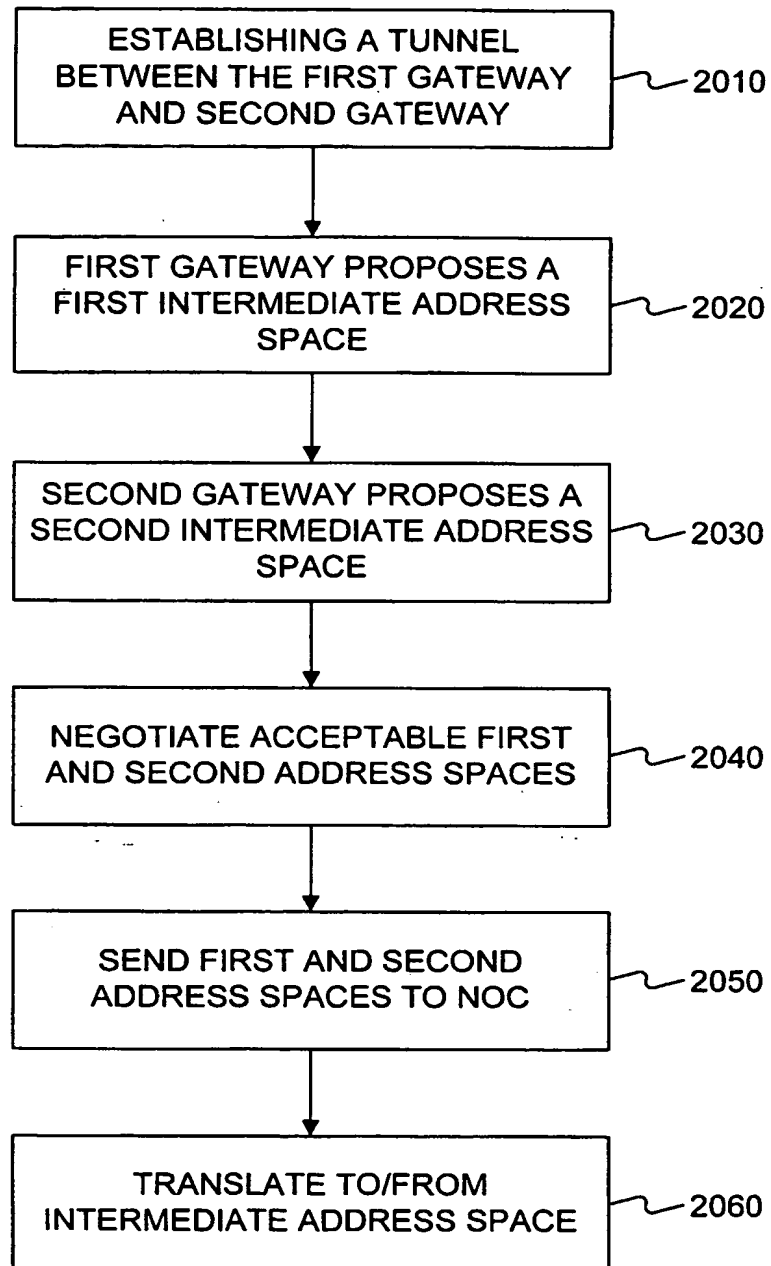 ESTABLISHING A TUNNEL
BETWEEN THE FIRST GATEWAY
AND SECOND GATEWAY
2010
FIRST GATEWAY PROPOSES A
FIRST INTERMEDIATE ADDRESS
SPACE
2020
SECOND GATEWAY PROPOSES A
SECOND INTERMEDIATE ADDRESS
SPACE
2030
NEGOTIATE ACCEPTABLE FIRST
AND SECOND ADDRESS SPACES
2040
SEND FIRST AND SECOND
ADDRESS SPACES TO NOC
2050
TRANSLATE TO/FROM
INTERMEDIATE ADDRESS SPACE
2060